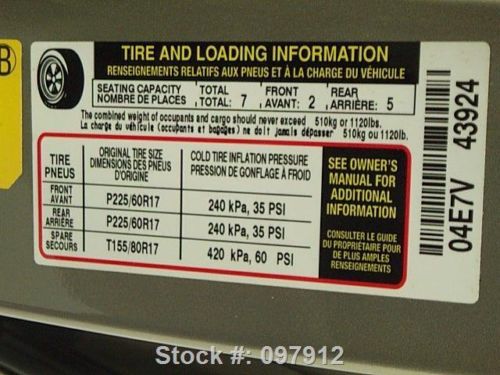 B
TIRE AND LOADING INFORMATION
RENSEIGNEMENTS RELATIFS AUX PNEUS ET À LA CHARGE DU VÉHICULE
SEATING CAPACITY TOTAL FRONT REAR
NOMBRE DE PLACES TOTAL: 7 AVANT: 2 ARRIÈRE: 5
The combined weight of occupants and cargo should never exceed 510kg or 1120lbs.
La charge du véhicule (occupants et bagages) ne doit jamais dépasser 510kg ou 1120lb.
TIRE ORIGINAL TIRE SIZE COLD TIRE INFLATION PRESSURE
PNEUS DIMENSIONS DES PNEUS D'ORIGINE PRESSION DE GONFLAGE À FROID
FRONT
AVANT P225/60R17 240 kPa, 35 PSI
REAR
ARRIÈRE P225/60R17 240 kPa, 35 PSI
SPARE
SECOURS T155/80R17 420 kPa, 60 PSI
SEE OWNER'S
MANUAL FOR
ADDITIONAL
INFORMATION
CONSULTER LE GUIDE
DU PROPRIÉTAIRE POUR
DE PLUS AMPLES
RENSEIGNEMENTS
04E7V 43924
Stock #: 097912